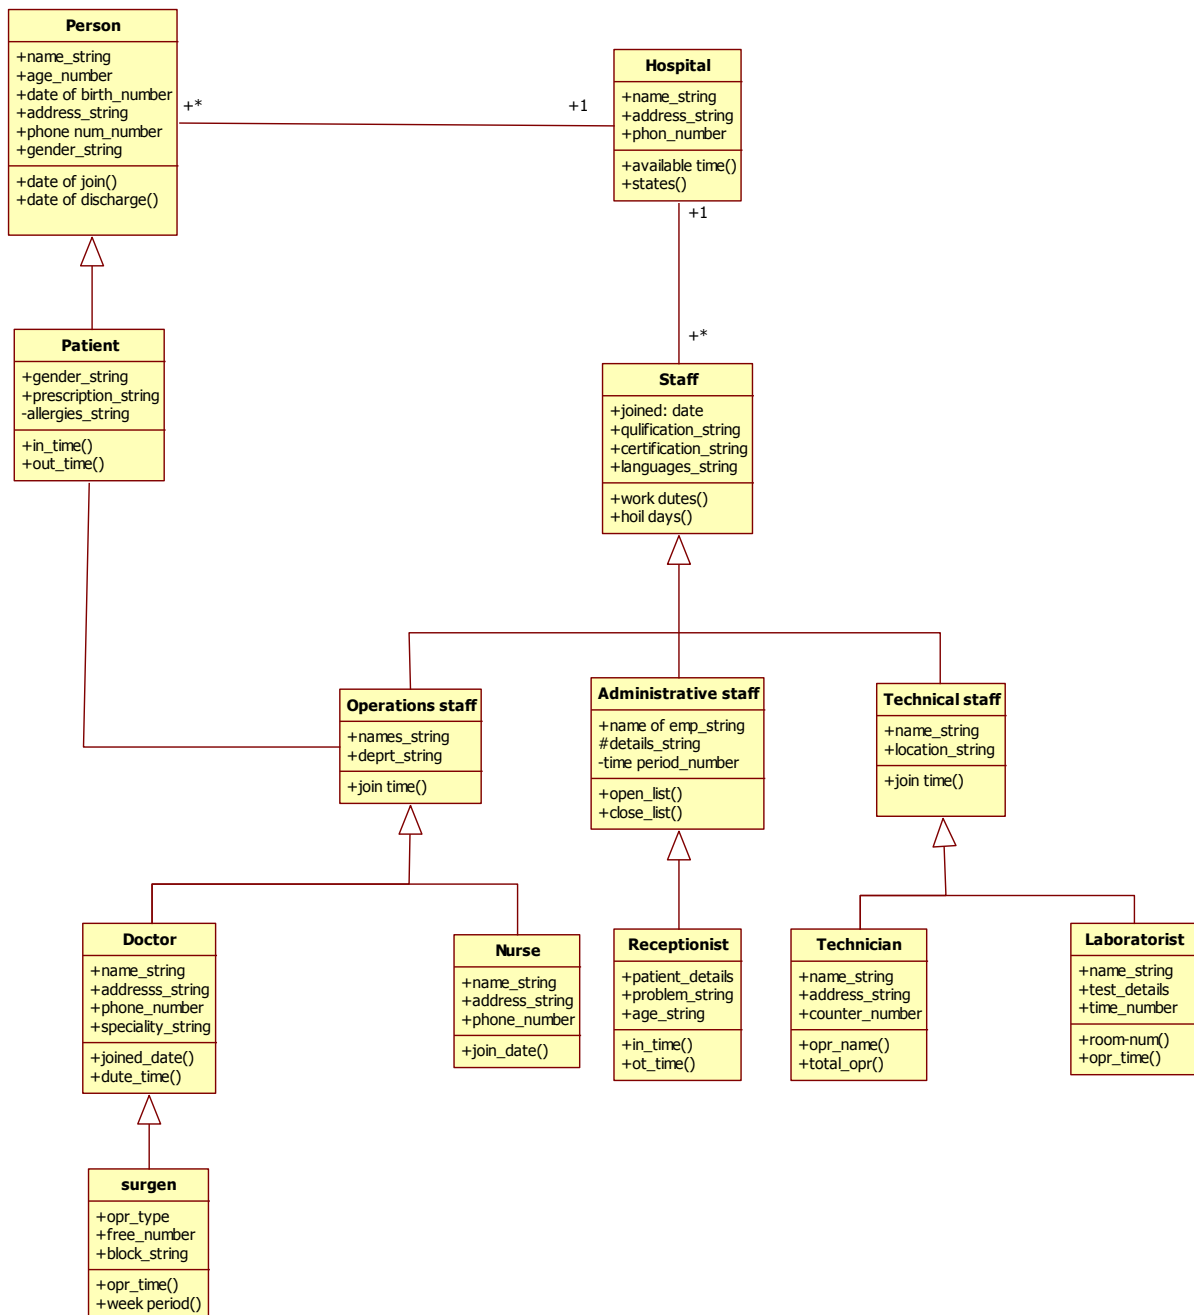 Person
+name_string
+age_number
+date of birth_number
+address_string
+phone num_number
+gender_string
+date of join()
+date of discharge()
+*
+1
Hospital
+name_string
+address_string
+phon_number
+available time()
+states()
+1
+*
Patient
+gender_string
+prescription_string
-allergies_string
+in_time()
+out_time()
Staff
+joined: date
+qulification_string
+certification_string
+languages_string
+work dutes()
+hoil days()
Operations staff
+names_string
+deprt_string
+join time()
Administrative staff
+name of emp_string
#details_string
-time period_number
+open_list()
+close_list()
Technical staff
+name_string
+location_string
+join time()
Doctor
+name_string
+addresss_string
+phone_number
+speciality_string
+joined_date()
+dute_time()
Nurse
+name_string
+address_string
+phone_number
+join_date()
Receptionist
+patient_details
+problem_string
+age_string
+in_time()
+ot_time()
Technician
+name_string
+address_string
+counter_number
+opr_name()
+total_opr()
Laboratorist
+name_string
+test_details
+time_number
+room-num()
+opr_time()
surgen
+opr_type
+free_number
+block_string
+opr_time()
+week period()